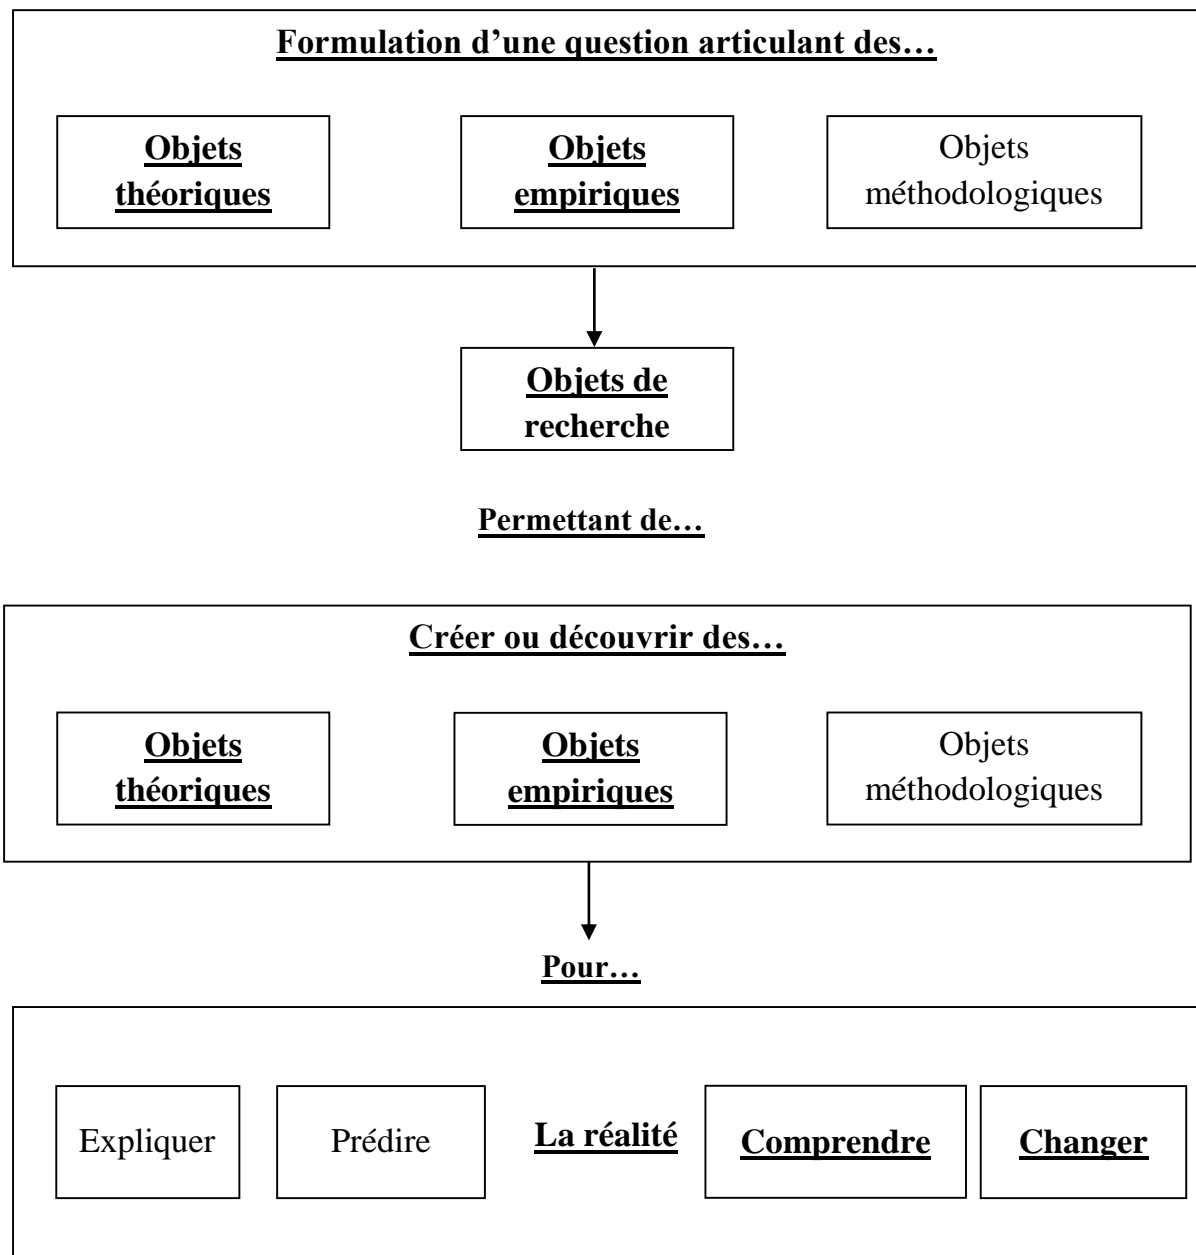 Formulation d’une question articulant des…
Objets
théoriques
Objets
empiriques
Objets
méthodologiques
Objets de
recherche
Permettant de…
Créer ou découvrir des…
Objets
théoriques
Objets
empiriques
Objets
méthodologiques
Pour…
Expliquer
Prédire
La réalité
Comprendre
Changer